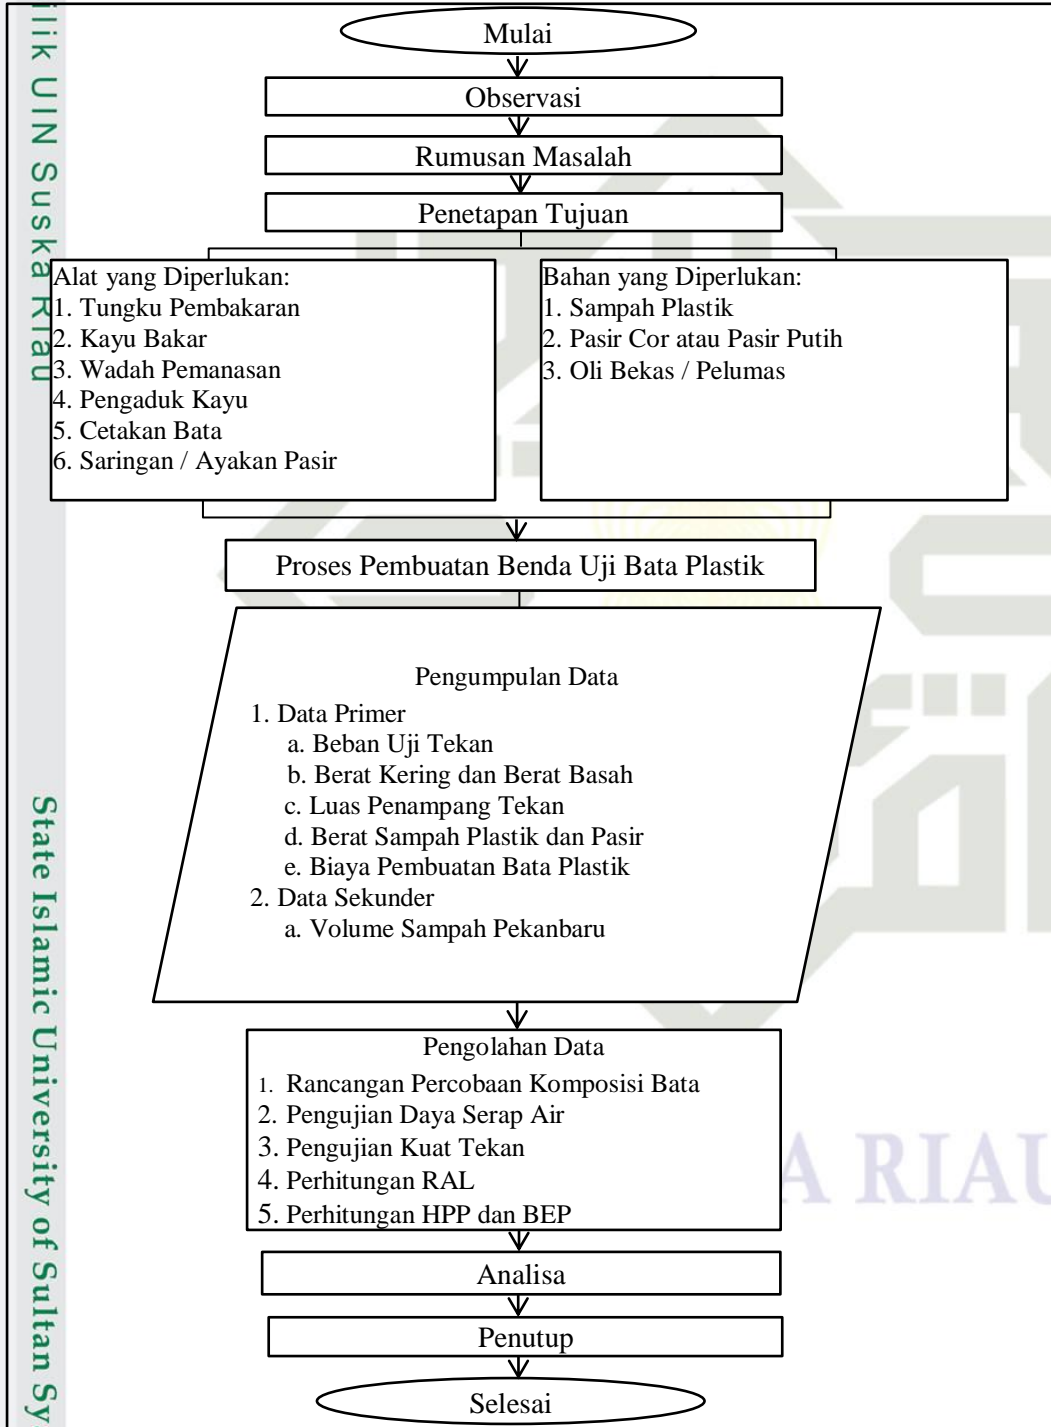 Mulai
Observasi
Rumusan Masalah
Penetapan Tujuan
Alat yang Diperlukan:
1. Tungku Pembakaran
2. Kayu Bakar
3. Wadah Pemanasan
4. Pengaduk Kayu
5. Cetakan Bata
6. Saringan / Ayakan Pasir
Bahan yang Diperlukan:
1. Sampah Plastik
2. Pasir Cor atau Pasir Putih
3. Oli Bekas / Pelumas
Proses Pembuatan Benda Uji Bata Plastik
Pengumpulan Data
1. Data Primer
a. Beban Uji Tekan
b. Berat Kering dan Berat Basah
c. Luas Penampang Tekan
d. Berat Sampah Plastik dan Pasir
e. Biaya Pembuatan Bata Plastik
2. Data Sekunder
a. Volume Sampah Pekanbaru
Pengolahan Data
1. Rancangan Percobaan Komposisi Bata
2. Pengujian Daya Serap Air
3. Pengujian Kuat Tekan
4. Perhitungan RAL
5. Perhitungan HPP dan BEP
Analisa
Penutup
Selesai
ilik UIN Suska Riau
State Islamic University of Sultan Sy
A RIAU